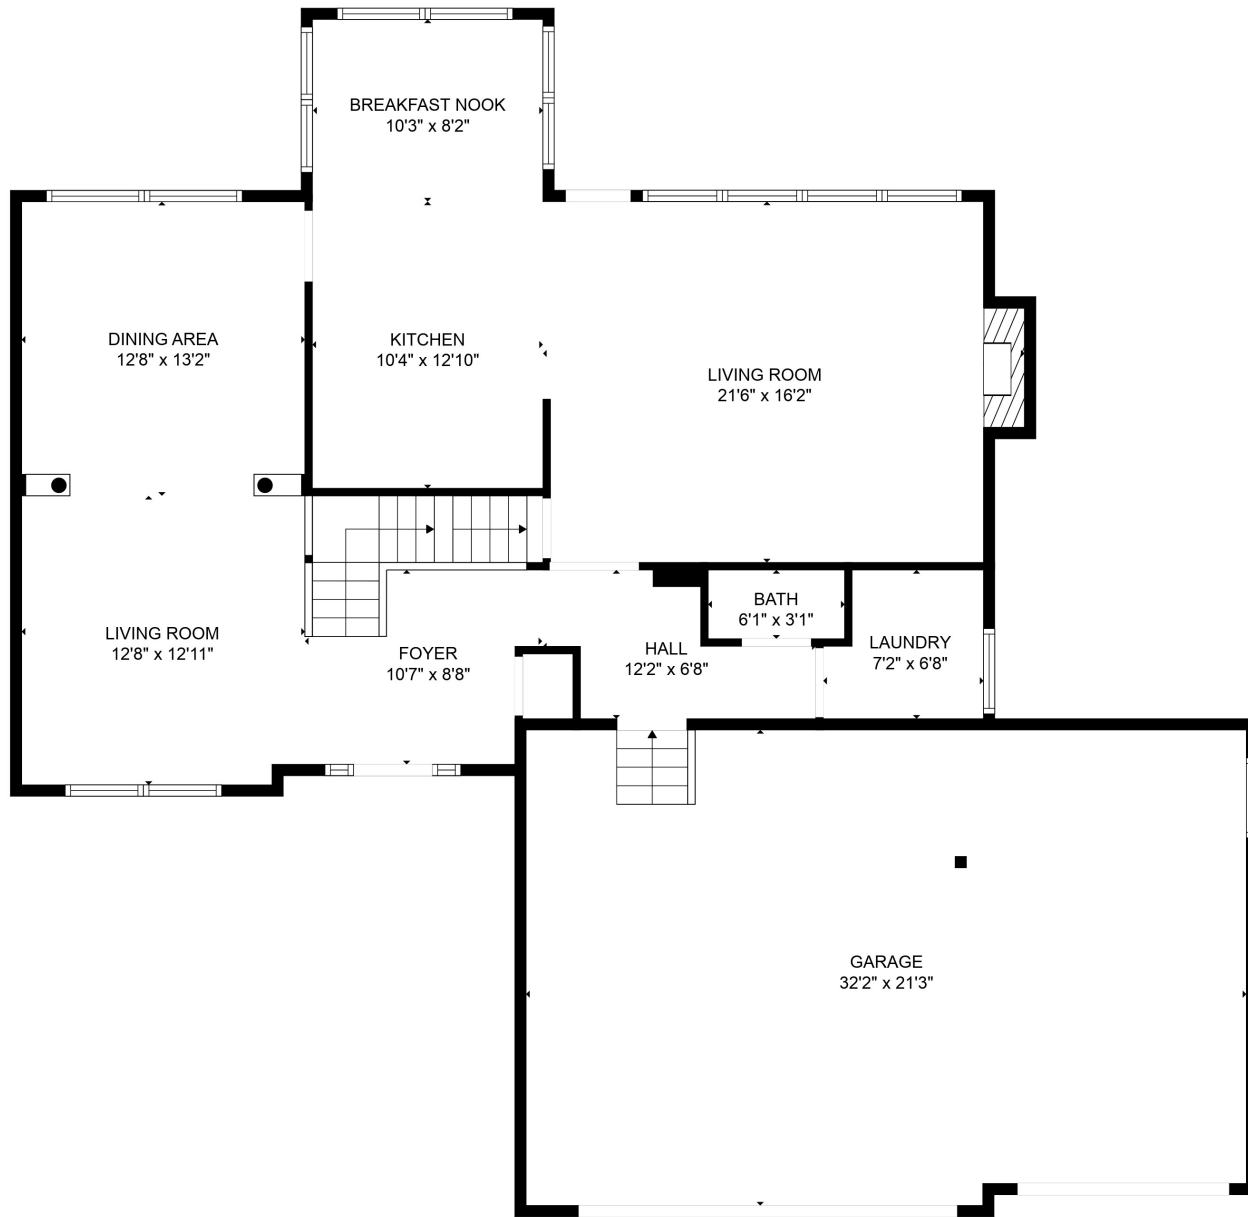 BREAKFAST NOOK
10'3" x 8'2"
DINING AREA
12'8" x 13'2"
KITCHEN
10'4" x 12'10"
LIVING ROOM
21'6" x 16'2"
LIVING ROOM
12'8" x 12'11"
FOYER
10'7" x 8'8"
HALL
12'2" x 6'8"
BATH
6'1" x 3'1"
LAUNDRY
7'2" x 6'8"
GARAGE
32'2" x 21'3"